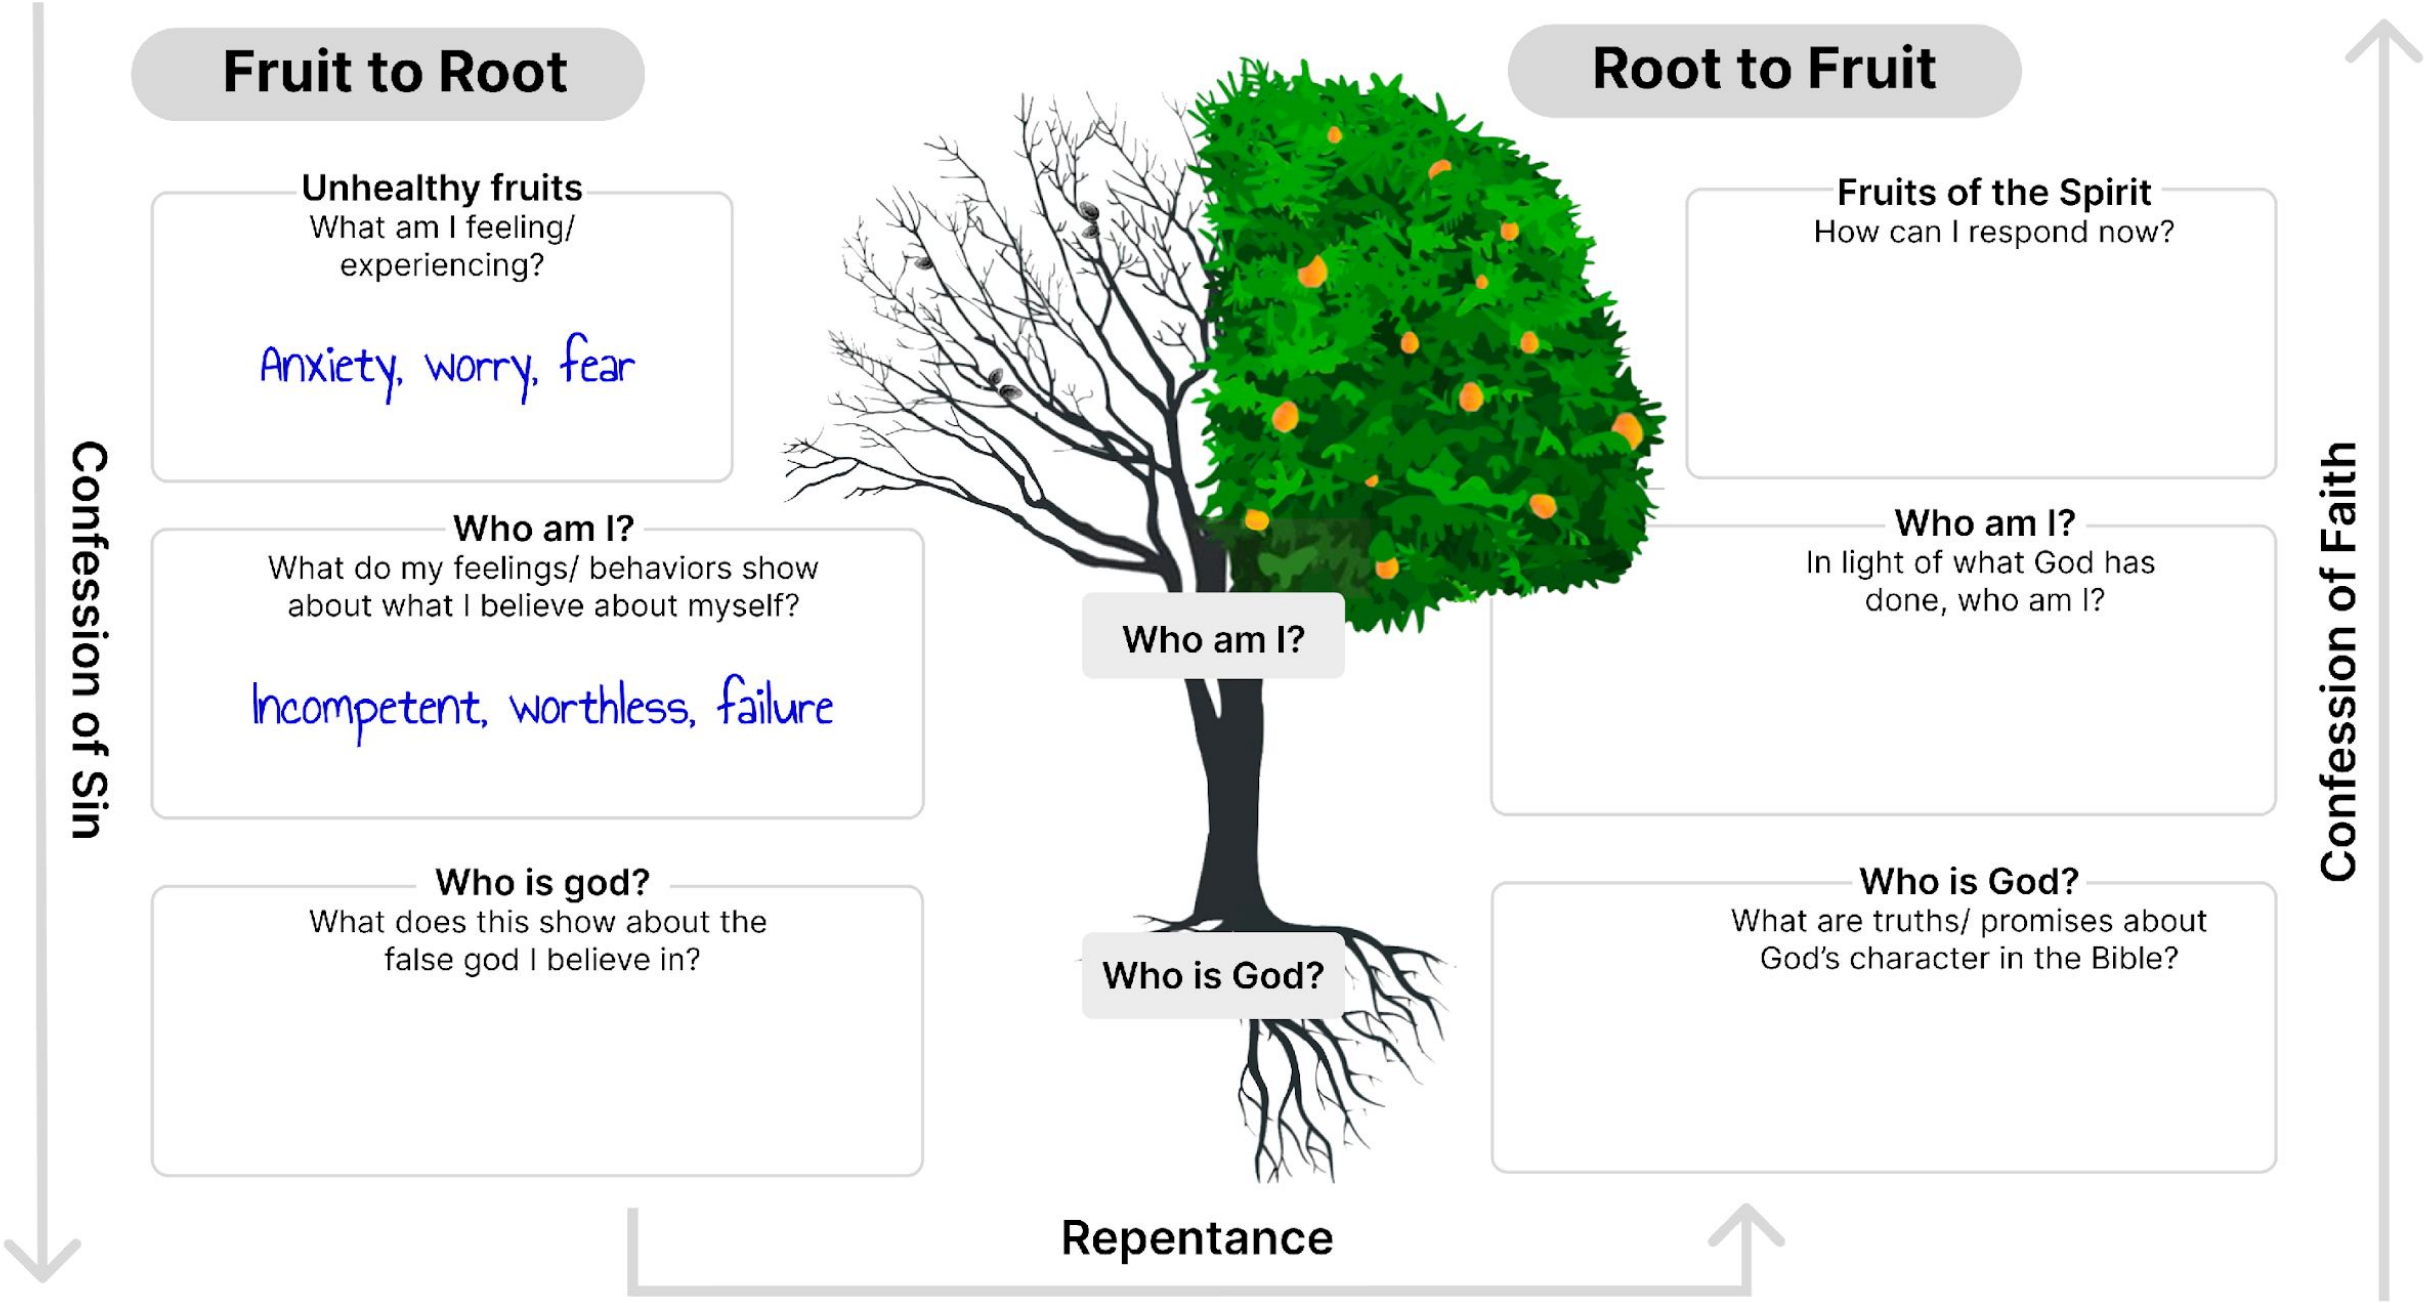 Fruit to Root
Unhealthy fruits
What am I feeling/
experiencing?
Anxiety, worry, fear
Who am I?
What do my feelings/ behaviors show
about what I believe about myself?
Incompetent, worthless, failure
Who is god?
What does this show about the
false god I believe in?
Confession of Sin
Who am I?
Who is God?
Repentance
Root to Fruit
Fruits of the Spirit
How can I respond now?
Who am I?
In light of what God has
done, who am I?
Who is God?
What are truths/ promises about
God’s character in the Bible?
Confession of Faith